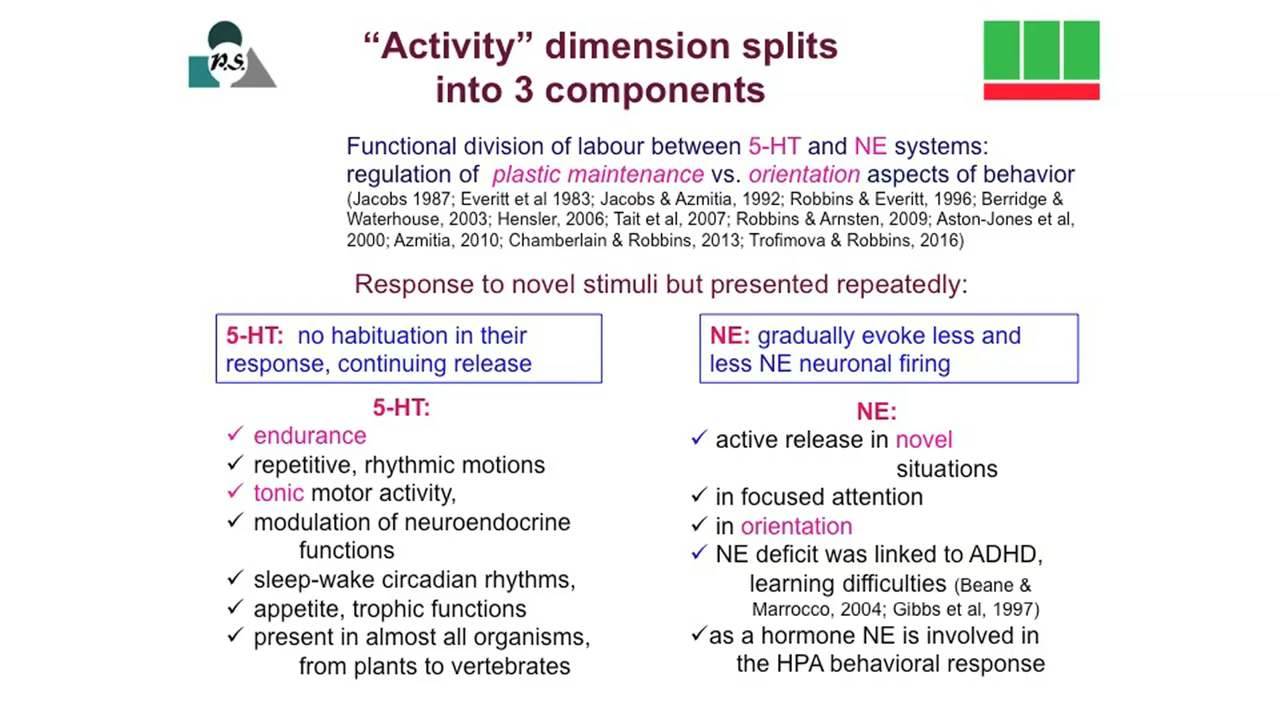 P.S.
“Activity” dimension splits
into 3 components
Functional division of labour between 5-HT and NE systems:
regulation of plastic maintenance vs. orientation aspects of behavior
(Jacobs 1987; Everitt et al 1983; Jacobs & Azmitia, 1992; Robbins & Everitt, 1996; Berridge &
Waterhouse, 2003; Hensler, 2006; Tait et al, 2007; Robbins & Arnsten, 2009; Aston-Jones et al,
2000; Azmitia, 2010; Chamberlain & Robbins, 2013; Trofimova & Robbins, 2016)
Response to novel stimuli but presented repeatedly:
5-HT: no habituation in their
response, continuing release
5-HT:
✓ endurance
✓ repetitive, rhythmic motions
✓ tonic motor activity,
✓ modulation of neuroendocrine
functions
✓ sleep-wake circadian rhythms,
✓ appetite, trophic functions
✓ present in almost all organisms,
from plants to vertebrates
NE: gradually evoke less and
less NE neuronal firing
NE:
✓ active release in novel
situations
✓ in focused attention
✓ in orientation
✓ NE deficit was linked to ADHD,
learning difficulties (Beane &
Marrocco, 2004; Gibbs et al, 1997)
✓as a hormone NE is involved in
the HPA behavioral response